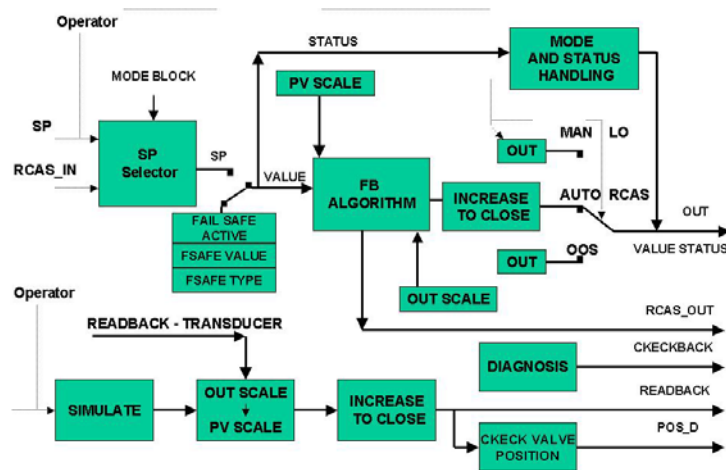 Operator
STATUS
MODE
AND STATUS
HANDLING
MODE BLOCK
PV SCALE
SP
RCAS_IN
SP
Selector
SP
VALUE
FB
ALGORITHM
INCREASE
TO CLOSE
OUT
MAN LO
AUTO RCAS
OUT
VALUE STATUS
FAIL SAFE
ACTIVE
FSAFE VALUE
FSAFE TYPE
OUT
OOS
OUT SCALE
Operator
RCAS_OUT
READBACK - TRANSDUCER
CKECKBACK
DIAGNOSIS
SIMULATE
OUT SCALE
PV SCALE
INCREASE
TO CLOSE
READBACK
POS_D
CKECK VALVE
POSITION